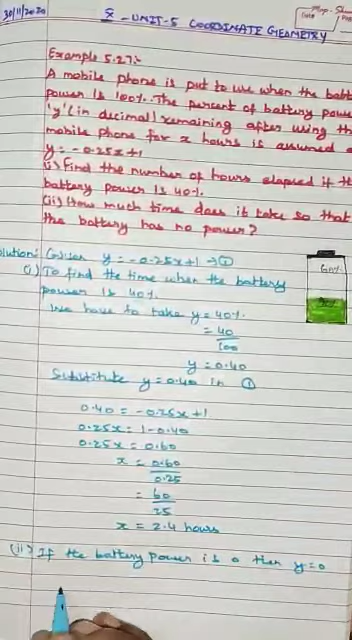 30/11/2020
X - UNIT-5 COORDINATE GEOMETRY
Example 5.27:-
A mobile phone is put to use when the batt
power is 100%. The percent of battery powe
'y' (in decimal) remaining after using the
mobile phone for x hours is assumed a
y = -0.25x+1
(i) Find the number of hours elapsed if th
battery power is 40%.
(ii) How much time does it take so that
the battery has no power?
olution: Given y = -0.25x+1 → ①
(i) To find the time when the battery
power is 40%.
We have to take y = 40%.
= 40
100
y = 0.40
Substitute y = 0.40 in ①
0.40 = -0.25x+1
0.25x = 1-0.40
0.25x = 0.60
x = 0.60
0.25
= 60
25
x = 2.4 hours
(ii) If the battery power is 0 then y=0
60%